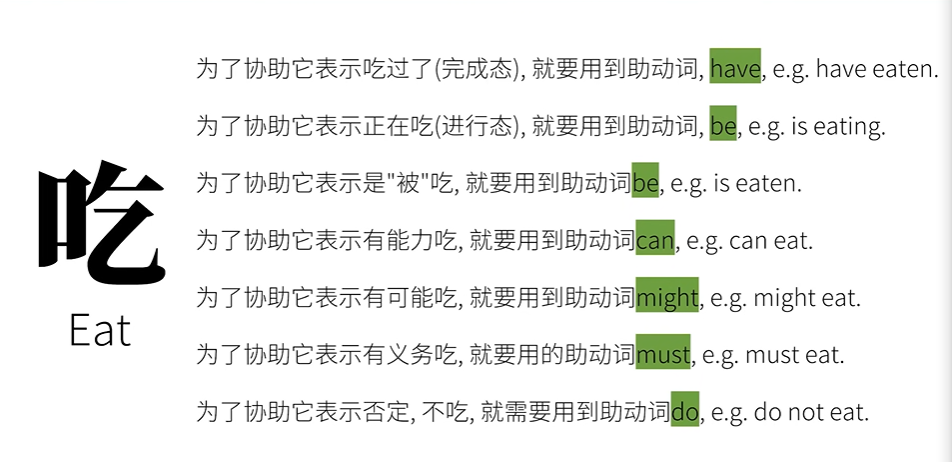 为了协助它表示吃过了(完成态), 就要用到助动词, have, e.g. have eaten.
为了协助它表示正在吃(进行态), 就要用到助动词, be, e.g. is eating.
为了协助它表示是"被"吃, 就要用到助动词be, e.g. is eaten.
为了协助它表示有能力吃, 就要用到助动词can, e.g. can eat.
为了协助它表示有可能吃, 就要用到助动词might, e.g. might eat.
为了协助它表示有义务吃, 就要用的助动词must, e.g. must eat.
为了协助它表示否定, 不吃, 就需要用到助动词do, e.g. do not eat.
吃
Eat